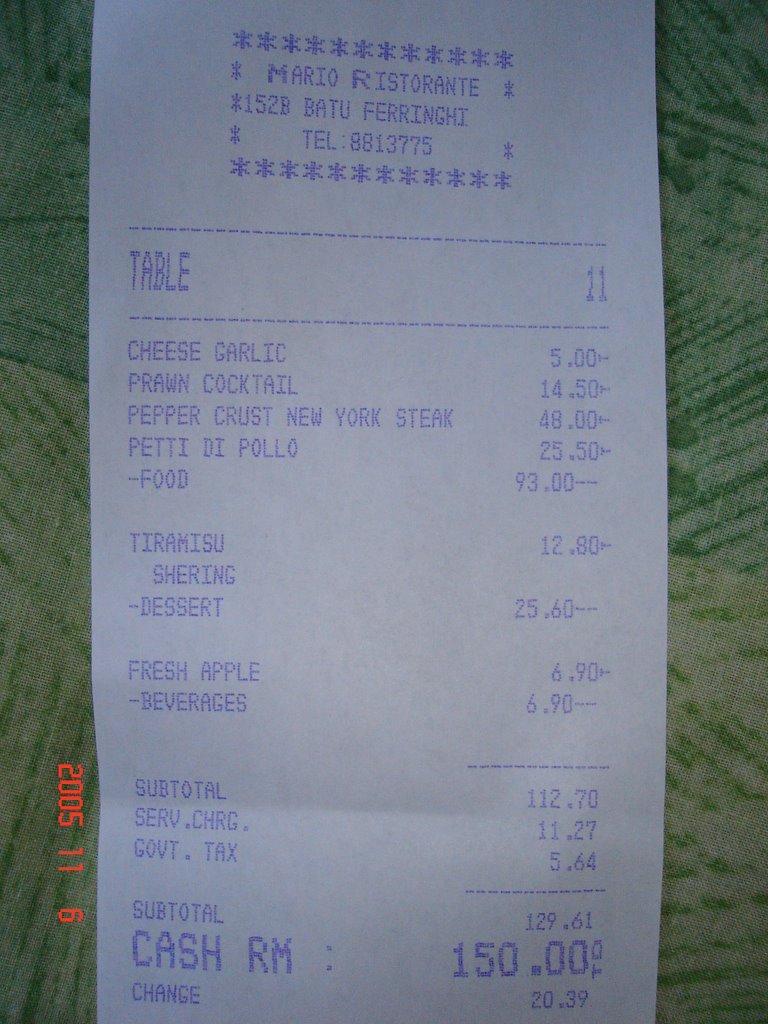 ************
* MARIO RISTORANTE *
*152B BATU FERRINGHI
* TEL:8813775 *
************
TABLE 11
CHEESE GARLIC 5.00
PRAWN COCKTAIL 14.50
PEPPER CRUST NEW YORK STEAK 48.00
PETTI DI POLLO 25.50
-FOOD 93.00--
TIRAMISU 12.80
SHERING
-DESSERT 25.60--
FRESH APPLE 6.90
-BEVERAGES 6.90--
SUBTOTAL 112.70
SERV.CHRG. 11.27
GOVT. TAX 5.64
SUBTOTAL 129.61
CASH RM : 150.00
CHANGE 20.39
2005 11 6